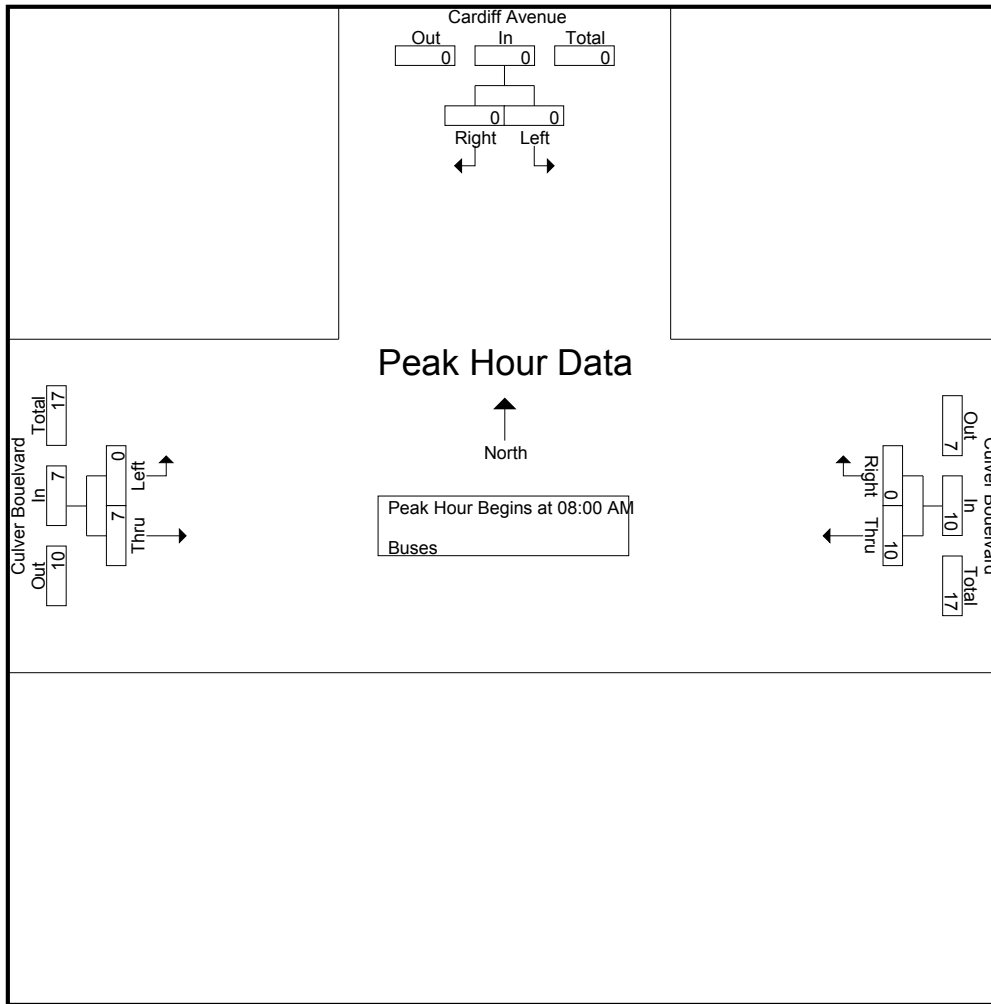 Cardiff Avenue
Out In Total
0 0 0
0 0
Right Left
Peak Hour Data
North
Peak Hour Begins at 08:00 AM
Buses
Culver Bouelvard
Out In Total
10 7 17
Left Thru
0 7
Culver Bouelvard
Out In Total
7 10 17
Right Thru
0 10